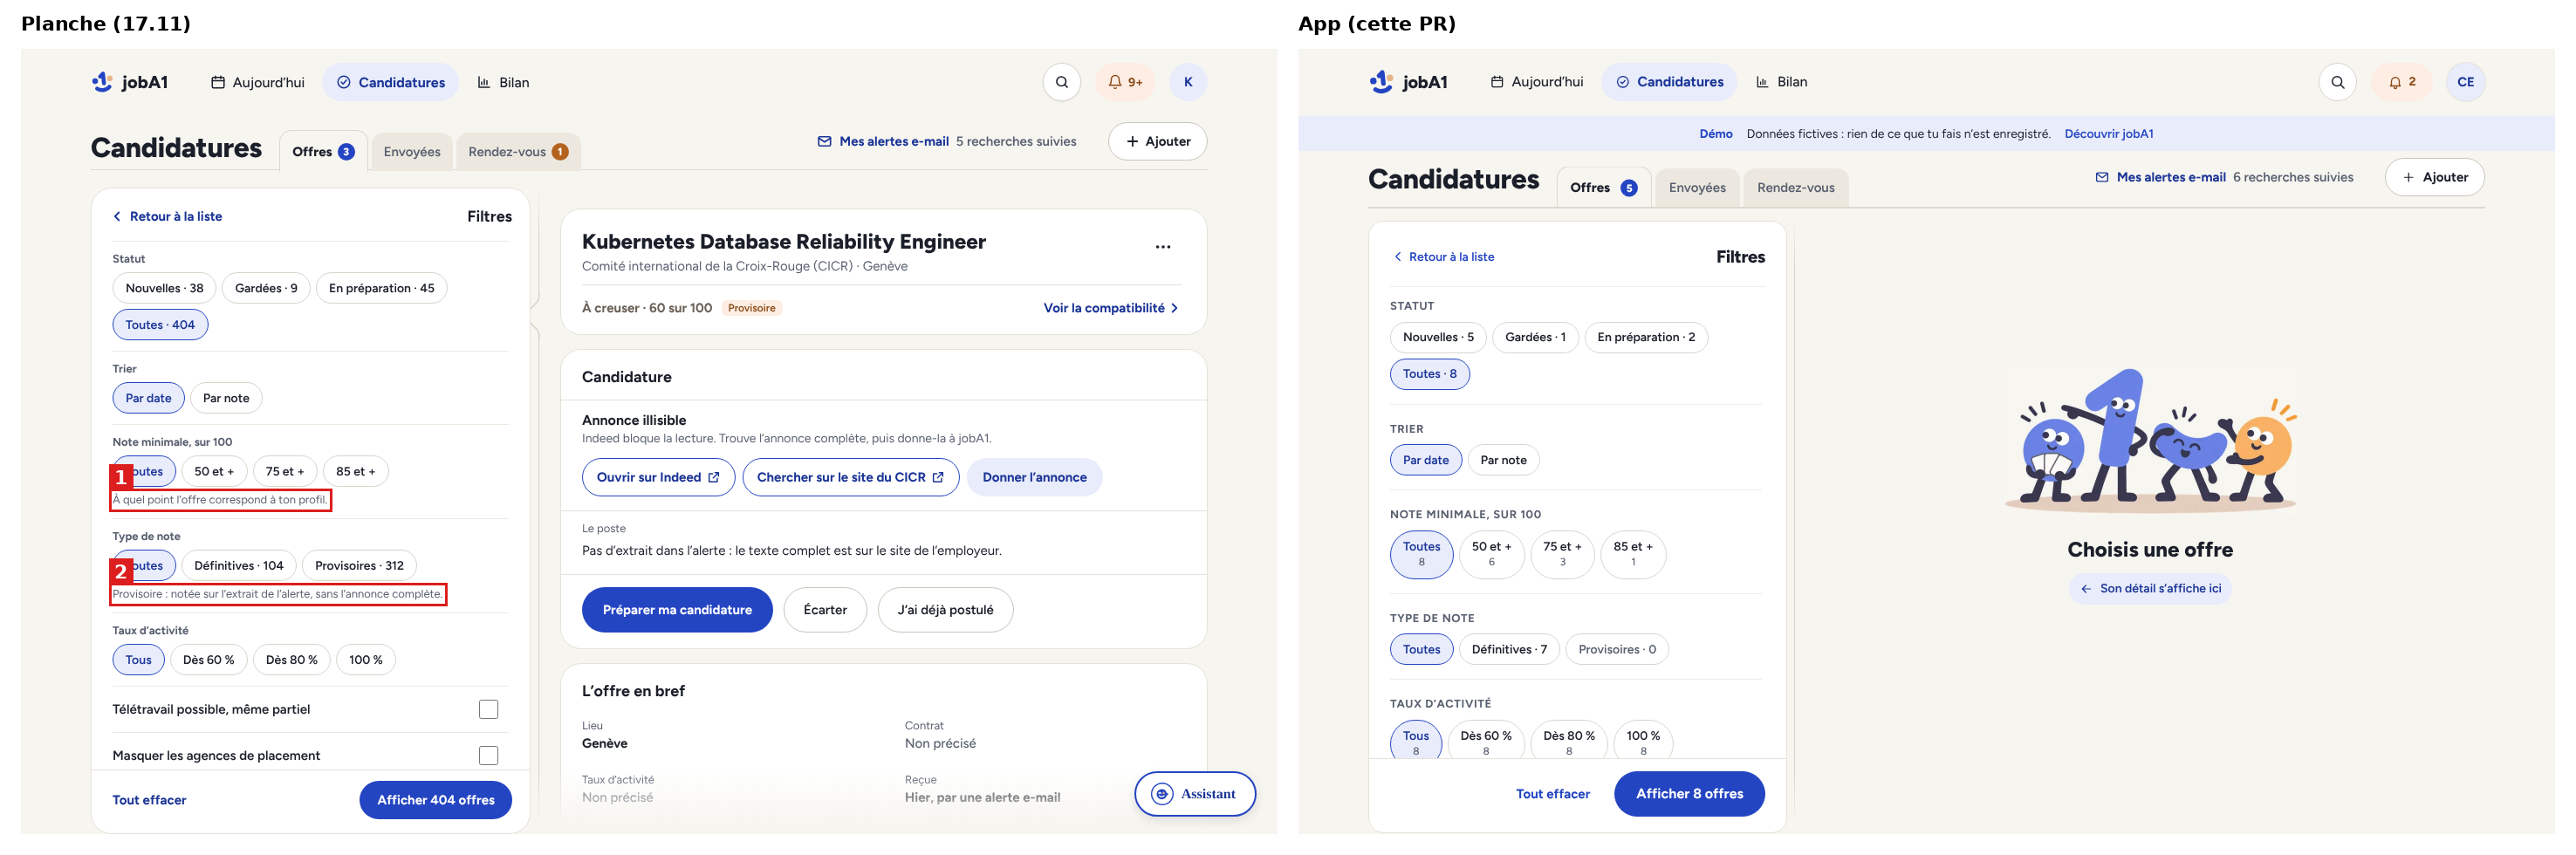 Planche (17.11)
jobA1
Aujourd'hui
Candidatures
Bilan
9+
K
Candidatures
Offres 3
Envoyées
Rendez-vous 1
Mes alertes e-mail 5 recherches suivies
+ Ajouter
Retour à la liste
Filtres
Statut
Nouvelles · 38
Gardées · 9
En préparation · 45
Toutes · 404
Trier
Par date
Par note
Note minimale, sur 100
1
outes
50 et +
75 et +
85 et +
À quel point l'offre correspond à ton profil.
Type de note
2
outes
Définitives · 104
Provisoires · 312
Provisoire : notée sur l'extrait de l'alerte, sans l'annonce complète.
Taux d'activité
Tous
Dès 60 %
Dès 80 %
100 %
Télétravail possible, même partiel
Masquer les agences de placement
Tout effacer
Afficher 404 offres
Kubernetes Database Reliability Engineer
...
Comité international de la Croix-Rouge (CICR) · Genève
À creuser · 60 sur 100
Provisoire
Voir la compatibilité
Candidature
Annonce illisible
Indeed bloque la lecture. Trouve l'annonce complète, puis donne-la à jobA1.
Ouvrir sur Indeed
Chercher sur le site du CICR
Donner l'annonce
Le poste
Pas d'extrait dans l'alerte : le texte complet est sur le site de l'employeur.
Préparer ma candidature
Écarter
J'ai déjà postulé
L'offre en bref
Lieu
Genève
Contrat
Non précisé
Taux d'activité
Non précisé
Reçue
Hier, par une alerte e-mail
Assistant
App (cette PR)
jobA1
Aujourd'hui
Candidatures
Bilan
2
CE
Démo Données fictives : rien de ce que tu fais n'est enregistré. Découvrir jobA1
Candidatures
Offres 5
Envoyées
Rendez-vous
Mes alertes e-mail 6 recherches suivies
+ Ajouter
Retour à la liste
Filtres
STATUT
Nouvelles · 5
Gardées · 1
En préparation · 2
Toutes · 8
TRIER
Par date
Par note
NOTE MINIMALE, SUR 100
Toutes
8
50 et +
6
75 et +
3
85 et +
1
TYPE DE NOTE
Toutes
Définitives · 7
Provisoires · 0
TAUX D'ACTIVITÉ
Tous
8
Dès 60 %
8
Dès 80 %
8
100 %
8
Tout effacer
Afficher 8 offres
Choisis une offre
← Son détail s'affiche ici